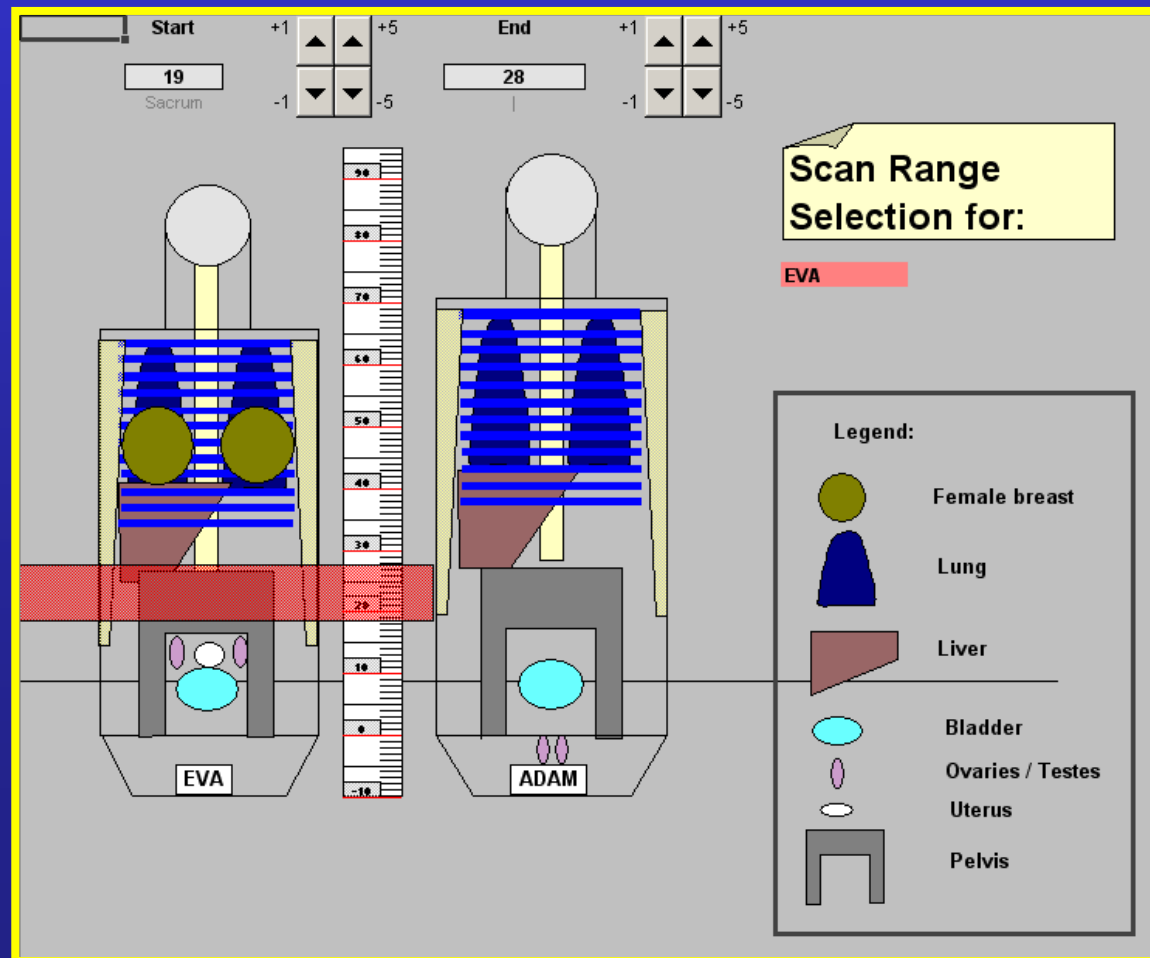 Start
+1
+5
End
+1
+5
19
28
Sacrum
|
-1
-5
-1
-5
Scan Range
Selection for:
EVA
90
80
70
60
50
40
30
20
10
0
-10
EVA
ADAM
Legend:
Female breast
Lung
Liver
Bladder
Ovaries / Testes
Uterus
Pelvis